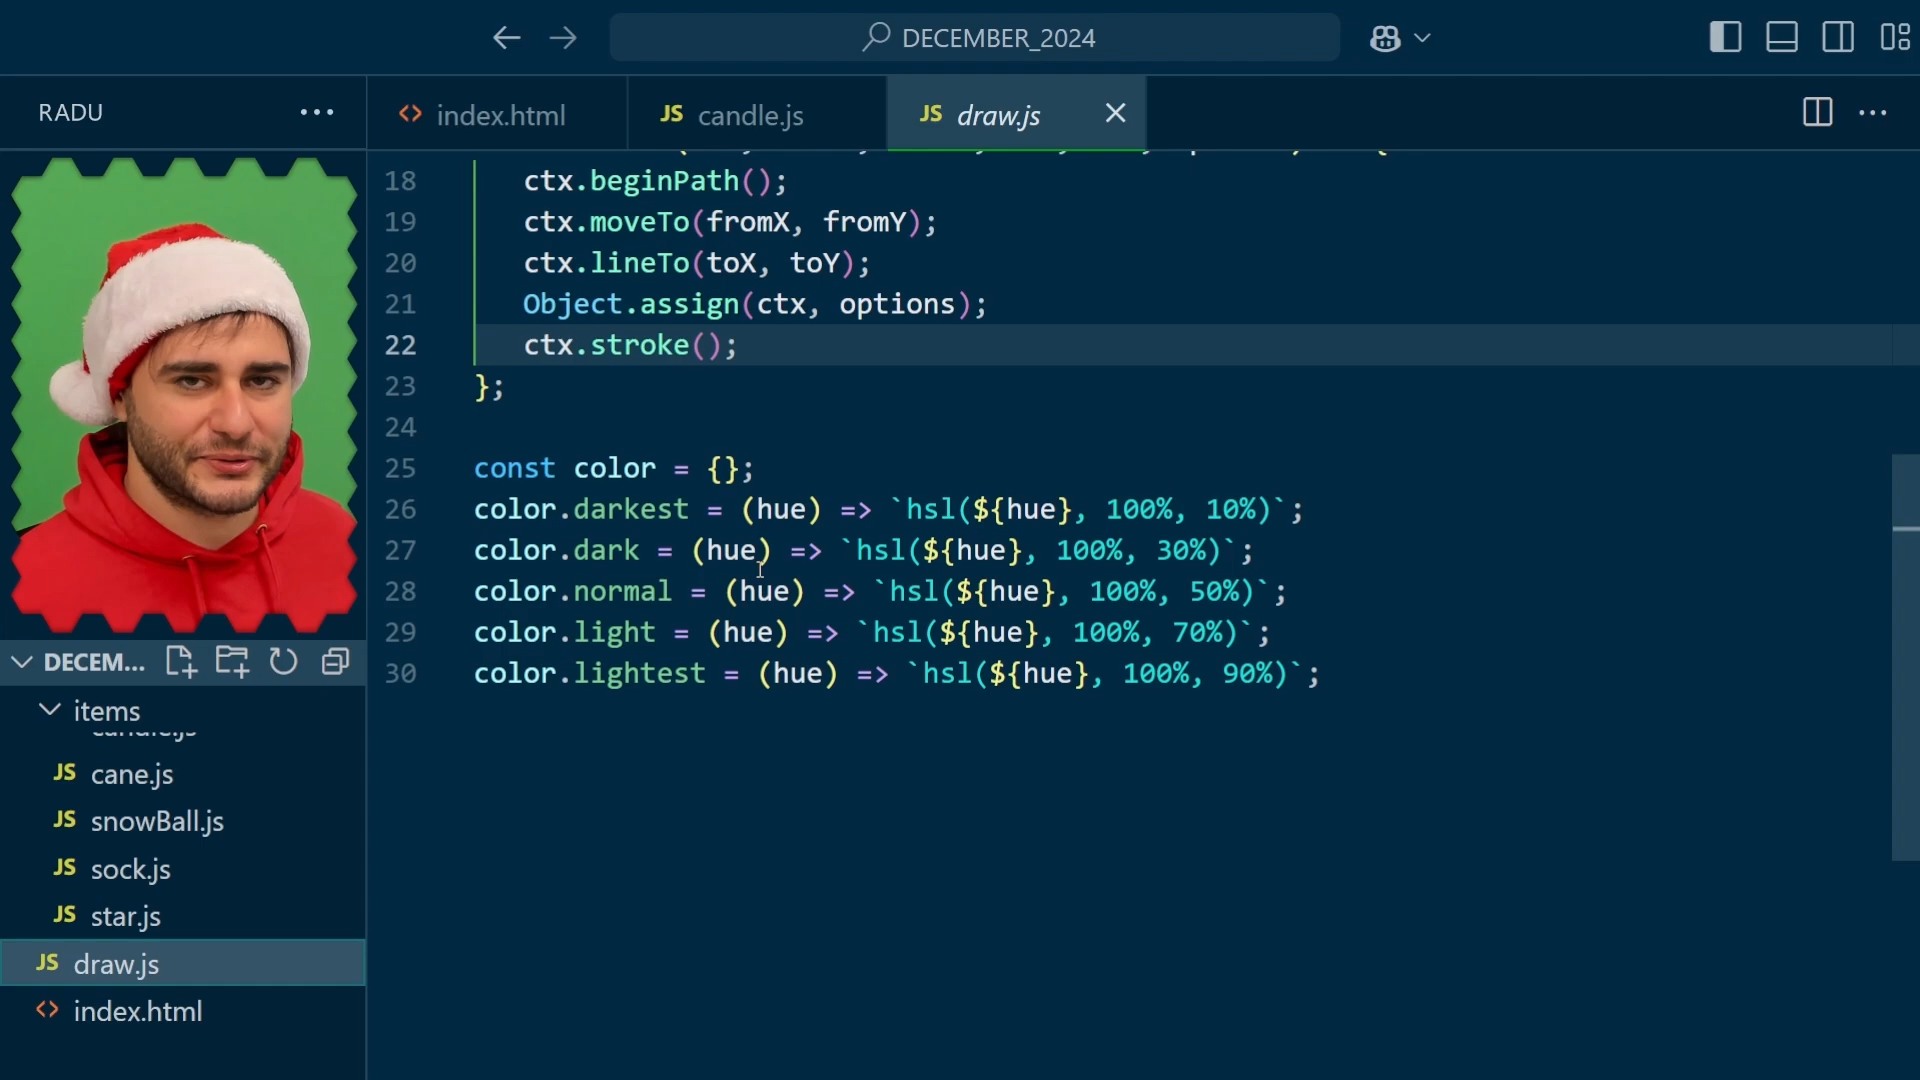 DECEMBER_2024
RADU
index.html
JS candle.js
JS draw.js
18 ctx.beginPath();
19 ctx.moveTo(fromX, fromY);
20 ctx.lineTo(toX, toY);
21 Object.assign(ctx, options);
22 ctx.stroke();
23 };
24
25 const color = {};
26 color.darkest = (hue) => `hsl(${hue}, 100%, 10%)`;
27 color.dark = (hue) => `hsl(${hue}, 100%, 30%)`;
28 color.normal = (hue) => `hsl(${hue}, 100%, 50%)`;
29 color.light = (hue) => `hsl(${hue}, 100%, 70%)`;
30 color.lightest = (hue) => `hsl(${hue}, 100%, 90%)`;
DECEM...
items
candle.js
JS cane.js
JS snowBall.js
JS sock.js
JS star.js
JS draw.js
index.html